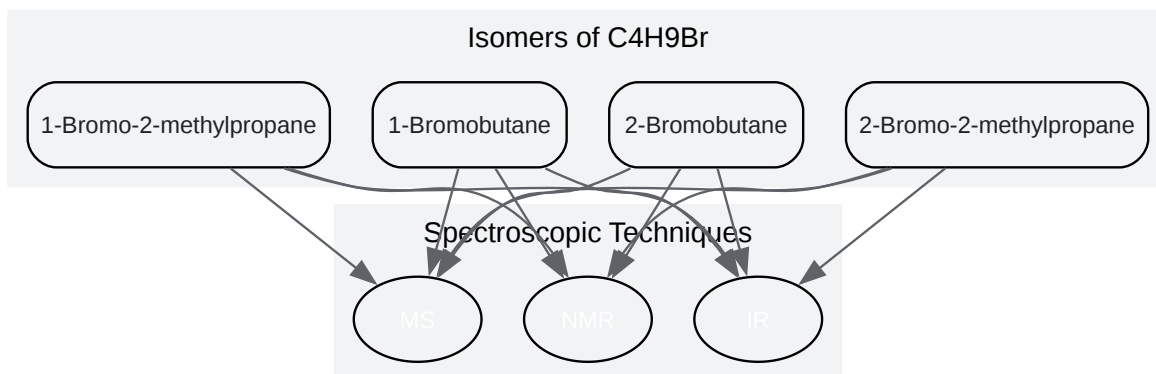 Isomers of C4H9Br
1-Bromo-2-methylpropane
1-Bromobutane
2-Bromobutane
2-Bromo-2-methylpropane
Spectroscopic Techniques
MS
NMR
IR